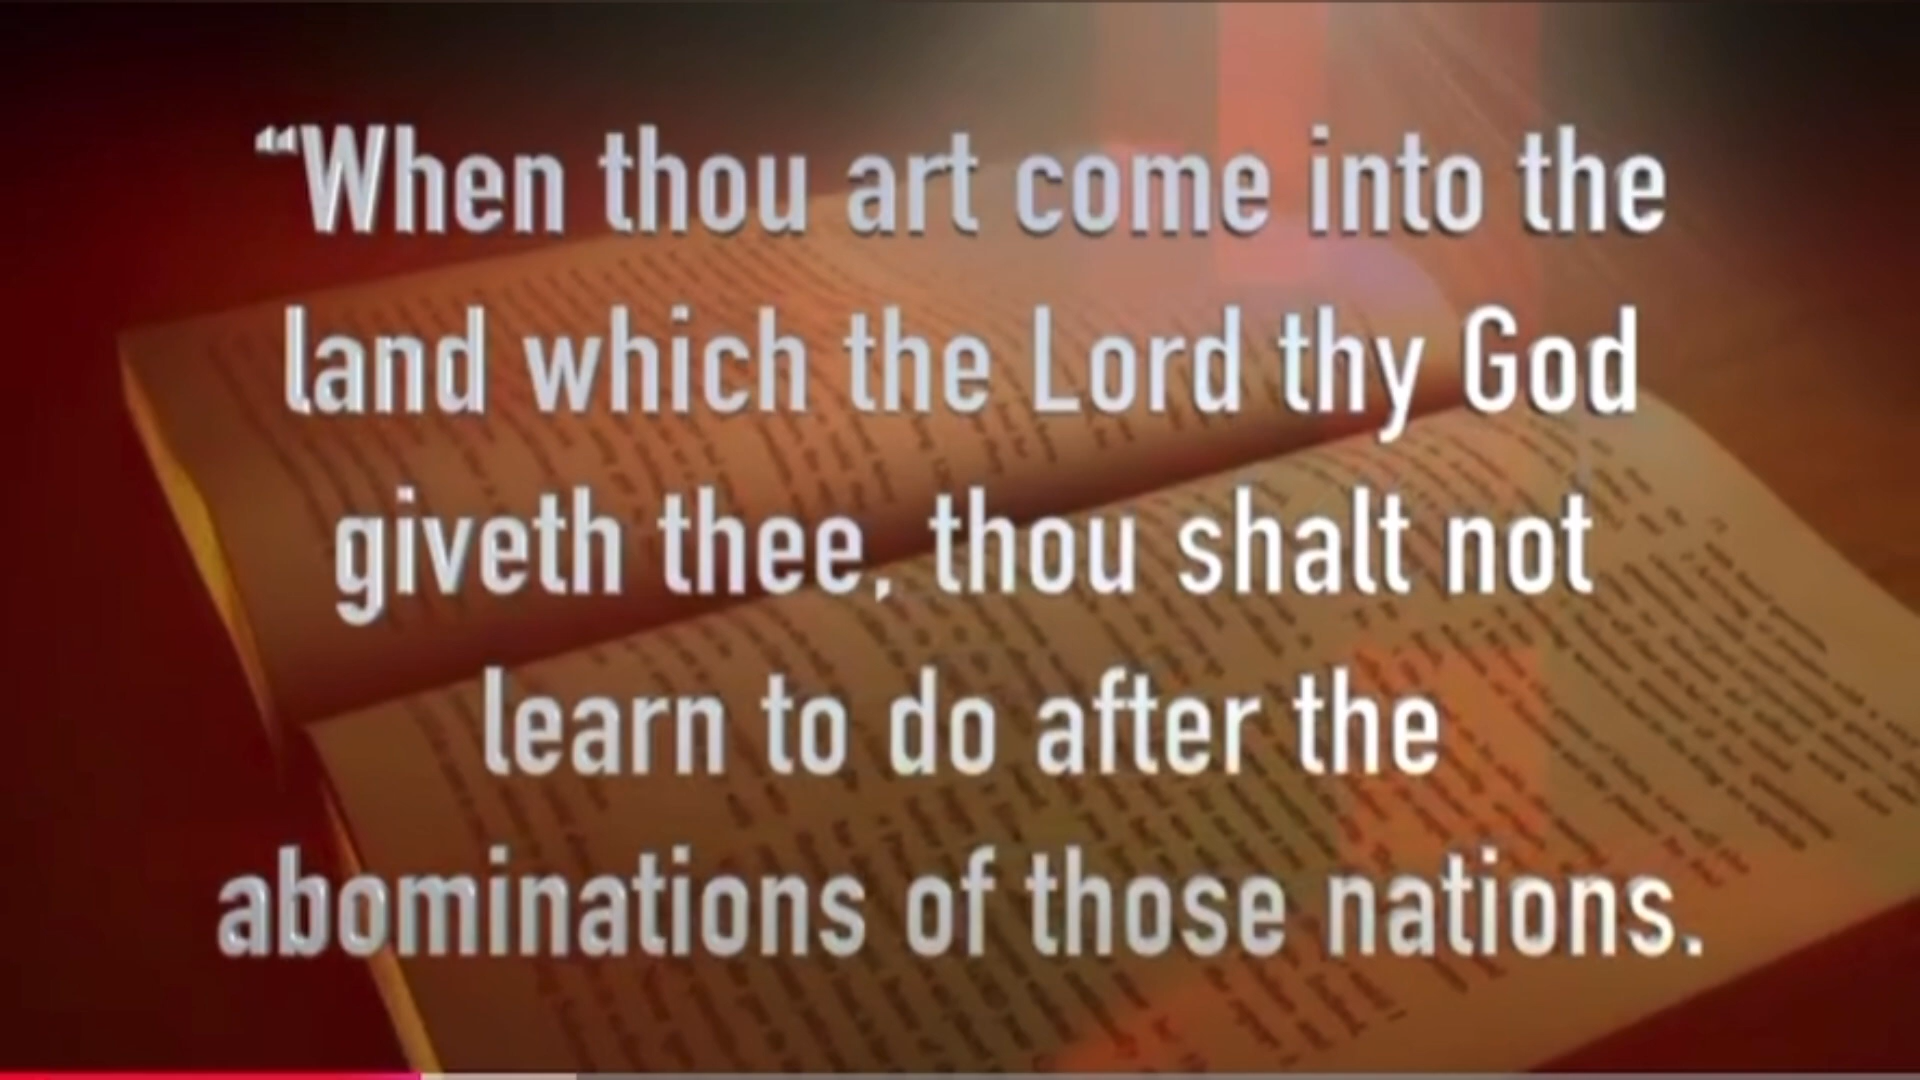 “When thou art come into the
land which the Lord thy God
giveth thee, thou shalt not
learn to do after the
abominations of those nations.